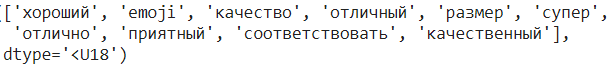 [['хороший', 'emoji', 'качество', 'отличный', 'размер', 'супер',
'отлично', 'приятный', 'соответствовать', 'качественный'],
dtype='<U18')